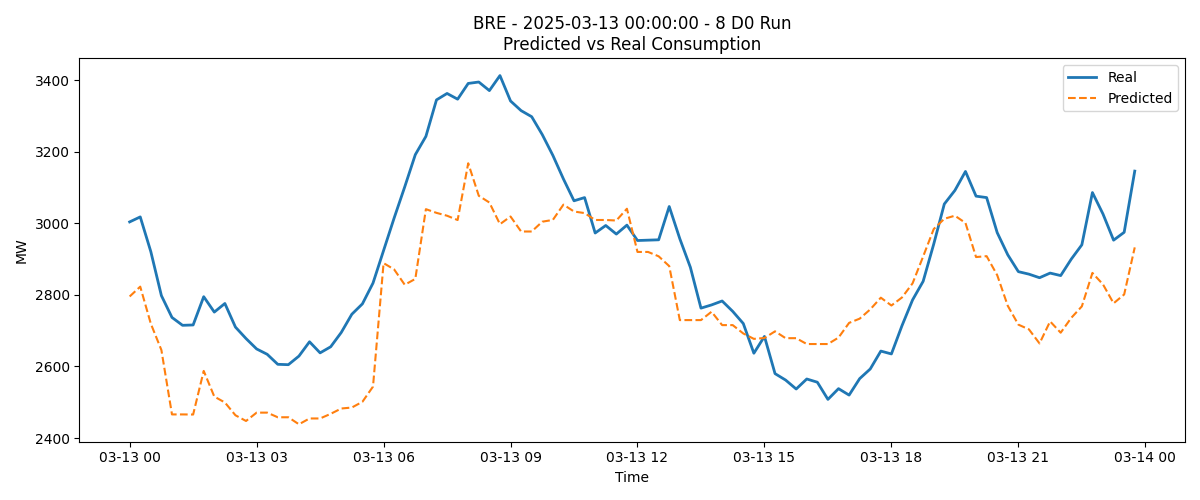 BRE - 2025-03-13 00:00:00 - 8 D0 Run
Predicted vs Real Consumption
Real
Predicted
3400
3200
3000
2800
2600
2400
MW
03-13 00
03-13 03
03-13 06
03-13 09
03-13 12
03-13 15
03-13 18
03-13 21
03-14 00
Time